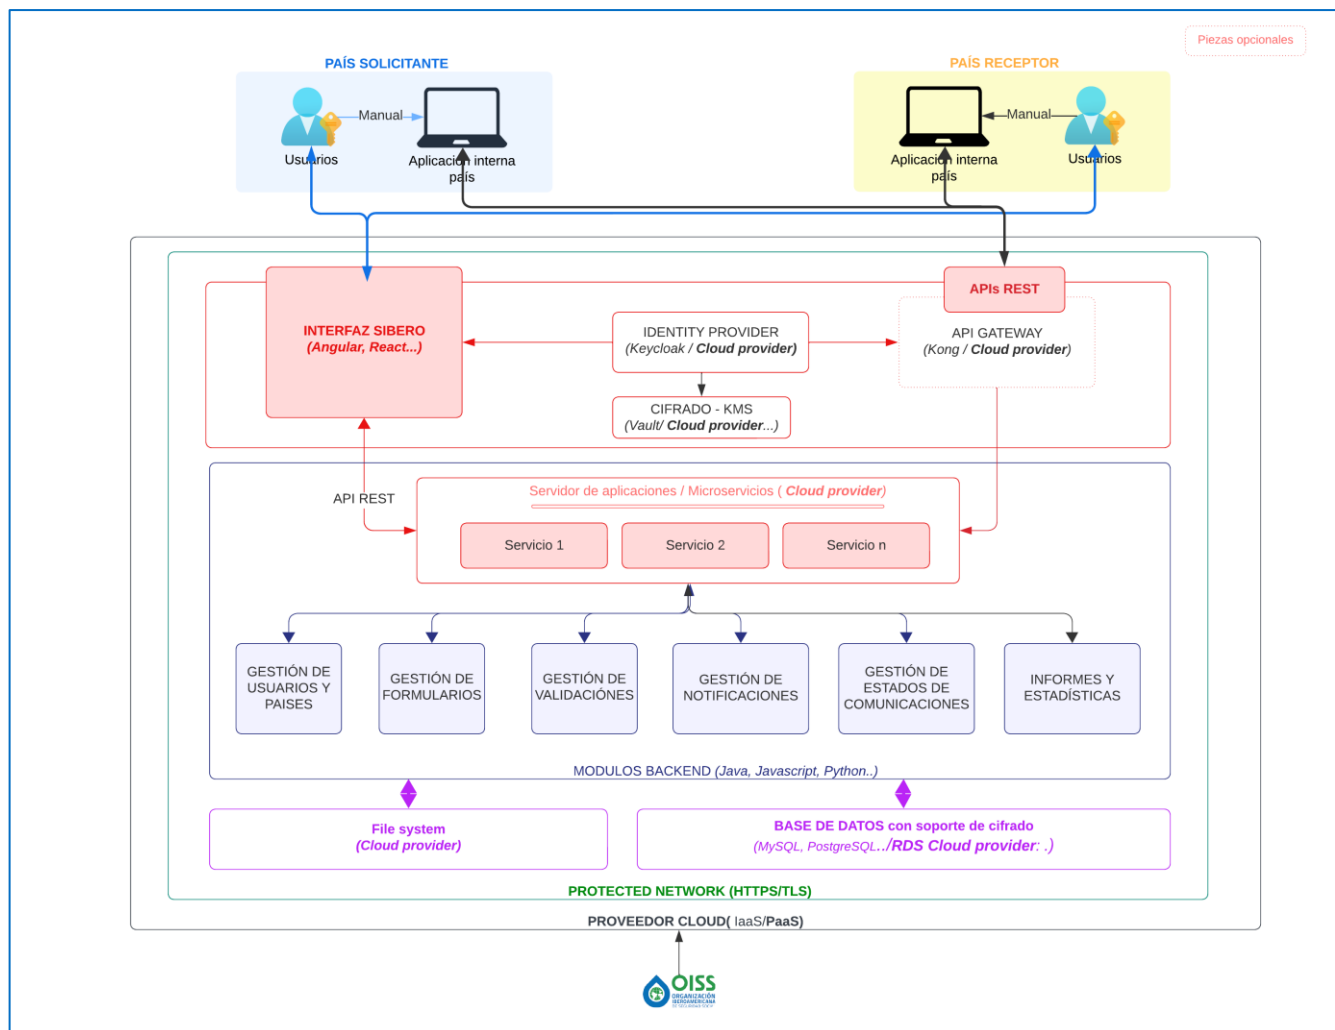 Piezas opcionales
PAÍS SOLICITANTE
PAÍS RECEPTOR
Manual
Manual
Usuarios
Aplicación interna
país
Aplicación interna
país
Usuarios
INTERFAZ SIBERO
(Angular, React...)
IDENTITY PROVIDER
(Keycloak / Cloud provider)
APIs REST
API GATEWAY
(Kong / Cloud provider)
CIFRADO - KMS
(Vault/ Cloud provider...)
API REST
Servidor de aplicaciones / Microservicios ( Cloud provider)
Servicio 1
Servicio 2
Servicio n
GESTIÓN DE
USUARIOS Y
PAISES
GESTIÓN DE
FORMULARIOS
GESTIÓN DE
VALIDACIÓNES
GESTIÓN DE
NOTIFICACIONES
GESTIÓN DE
ESTADOS DE
COMUNICACIONES
INFORMES Y
ESTADÍSTICAS
MODULOS BACKEND (Java, Javascript, Python..)
File system
(Cloud provider)
BASE DE DATOS con soporte de cifrado
(MySQL, PostgreSQL../RDS Cloud provider: .)
PROTECTED NETWORK (HTTPS/TLS)
PROVEEDOR CLOUD( IaaS/PaaS)
OISS
ORGANIZACIÓN
IBEROAMERICANA
DE SEGURIDAD SOCIAL